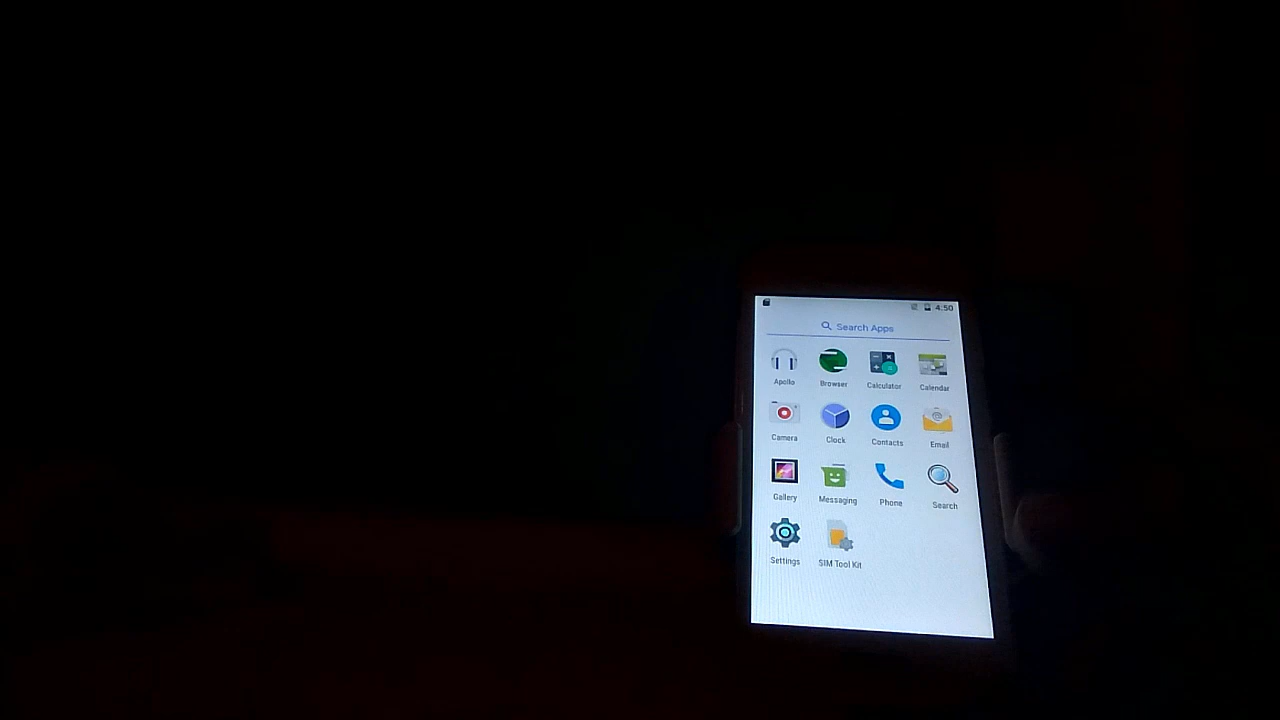 4:50
Search Apps
Apollo Browser Calculator Calendar
Camera Clock Contacts Email
Gallery Messaging Phone Search
Settings SIM Tool Kit